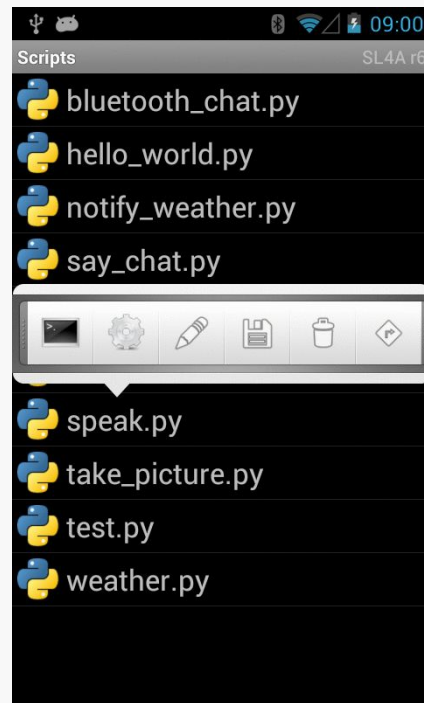 09:00
Scripts SL4A r6
bluetooth_chat.py
hello_world.py
notify_weather.py
say_chat.py
>_
speak.py
take_picture.py
test.py
weather.py